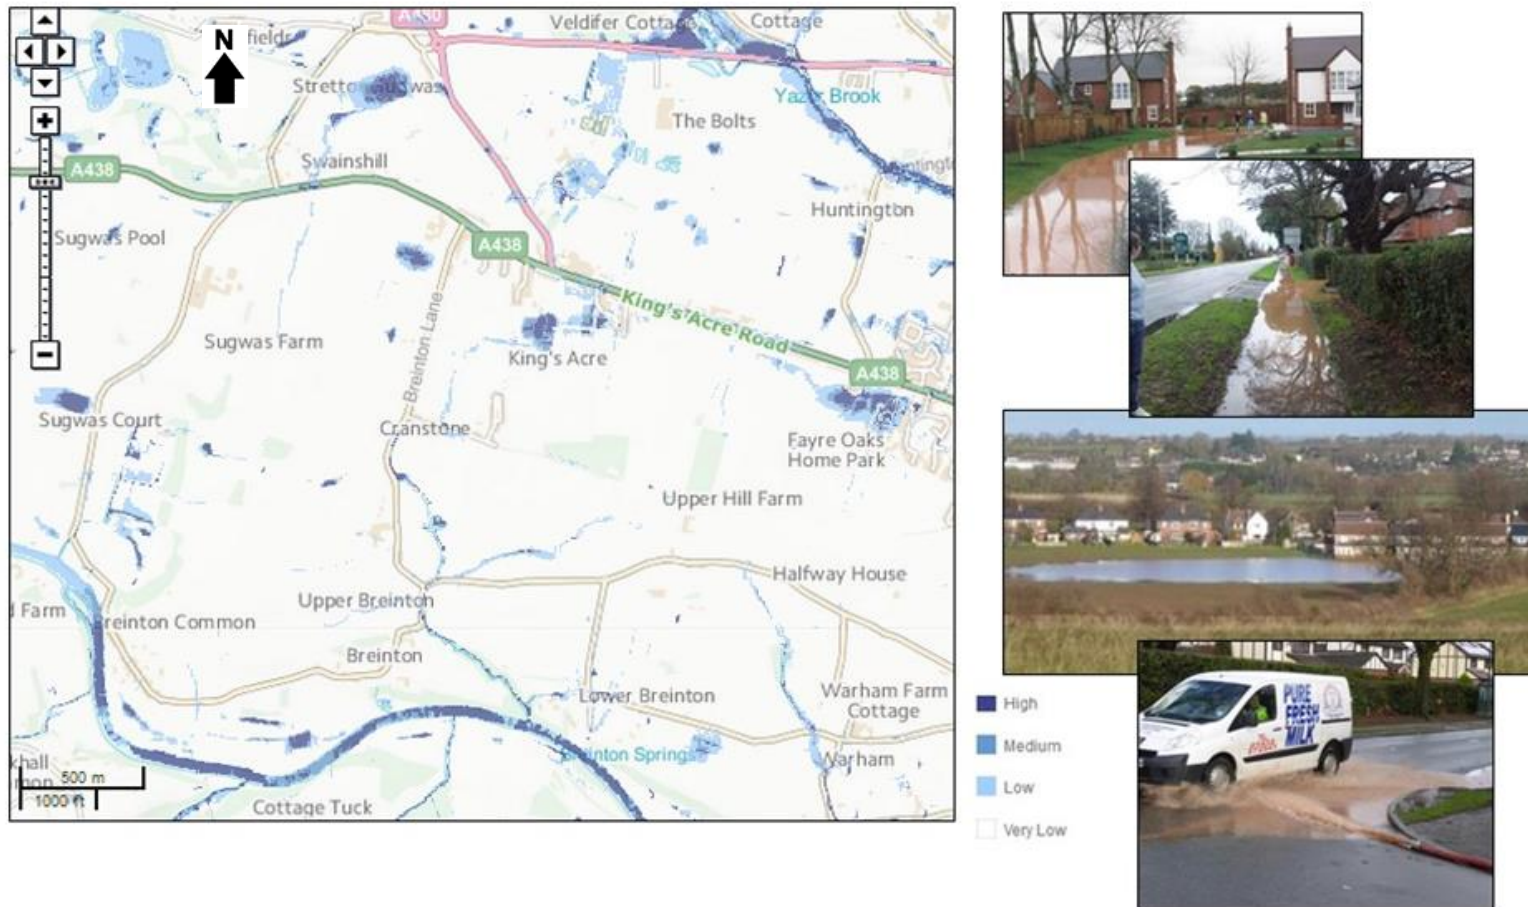 A480
Veldifer Cottage
Cottage
N
Stretton Sugwas
Yazor Brook
The Bolts
Swainshill
A438
Huntington
Sugwas Pool
A438
King's Acre Road
Breinton Lane
Sugwas Farm
King's Acre
A438
Sugwas Court
Cranstone
Fayre Oaks
Home Park
Upper Hill Farm
Halfway House
Upper Breinton
Farm
Breinton Common
Breinton
Lower Breinton
Warham Farm
Cottage
Breinton Springs
Warham
500 m
1000 ft
Cottage Tuck
High
Medium
Low
Very Low
PURE
FRESH
MILK